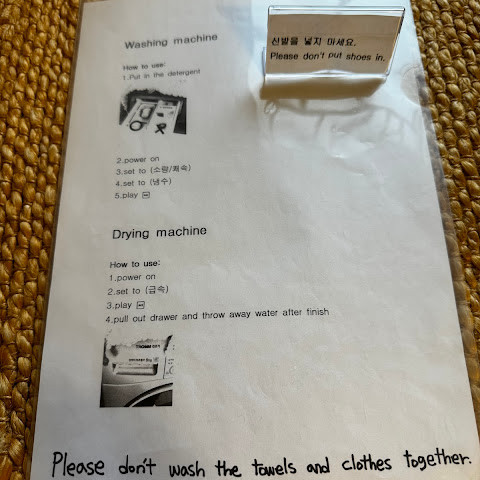 Washing machine
신발을 넣지 마세요.
Please don't put shoes in.
How to use:
1.Put in the detergent
2.power on
3.set to (소량/쾌속)
4.set to (냉수)
5.play
Drying machine
How to use:
1.power on
2.set to (급속)
3.play
4.pull out drawer and throw away water after finish
Please don't wash the towels and clothes together.